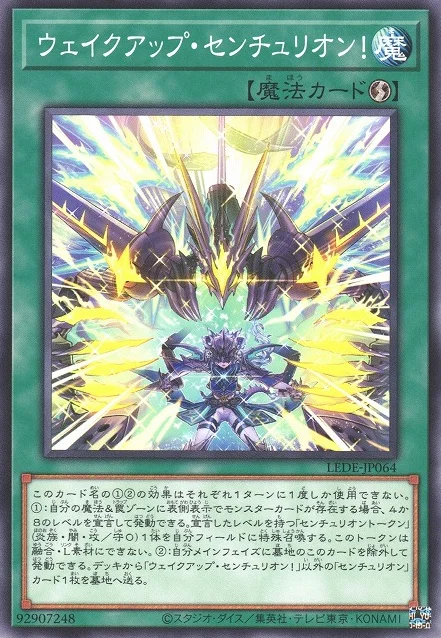 ウェイクアップ・センチュリオン！
魔
【魔法カード】
LEDE-JP064
このカード名の①②の効果はそれぞれ１ターンに１度しか使用できない。
①：自分の魔法＆罠ゾーンに表側表示でモンスターカードが存在する場合、４か
８のレベルを宣言して発動できる。宣言したレベルを持つ「センチュリオントークン」
（炎族・闇・攻／守０）１体を自分フィールドに特殊召喚する。このトークンは
融合・L素材にできない。②：自分メインフェイズに墓地のこのカードを除外して
発動できる。デッキから「ウェイクアップ・センチュリオン！」以外の「センチュリオン」
カード１枚を墓地へ送る。
92907248
©スタジオ・ダイス／集英社・テレビ東京・KONAMI